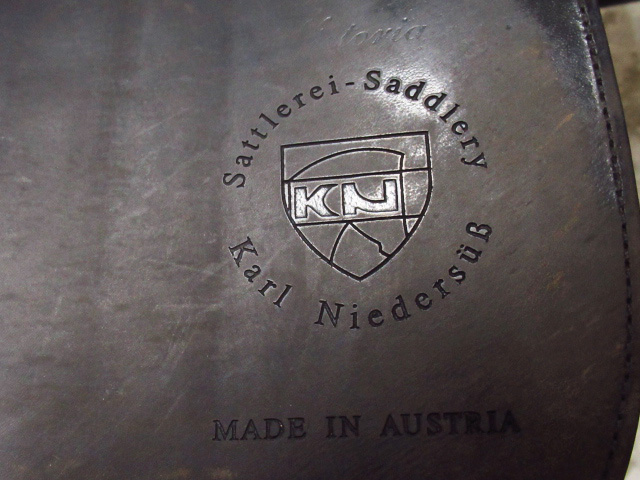 Sattlerei-Saddlery
KN
Karl Niedersüß
MADE IN AUSTRIA